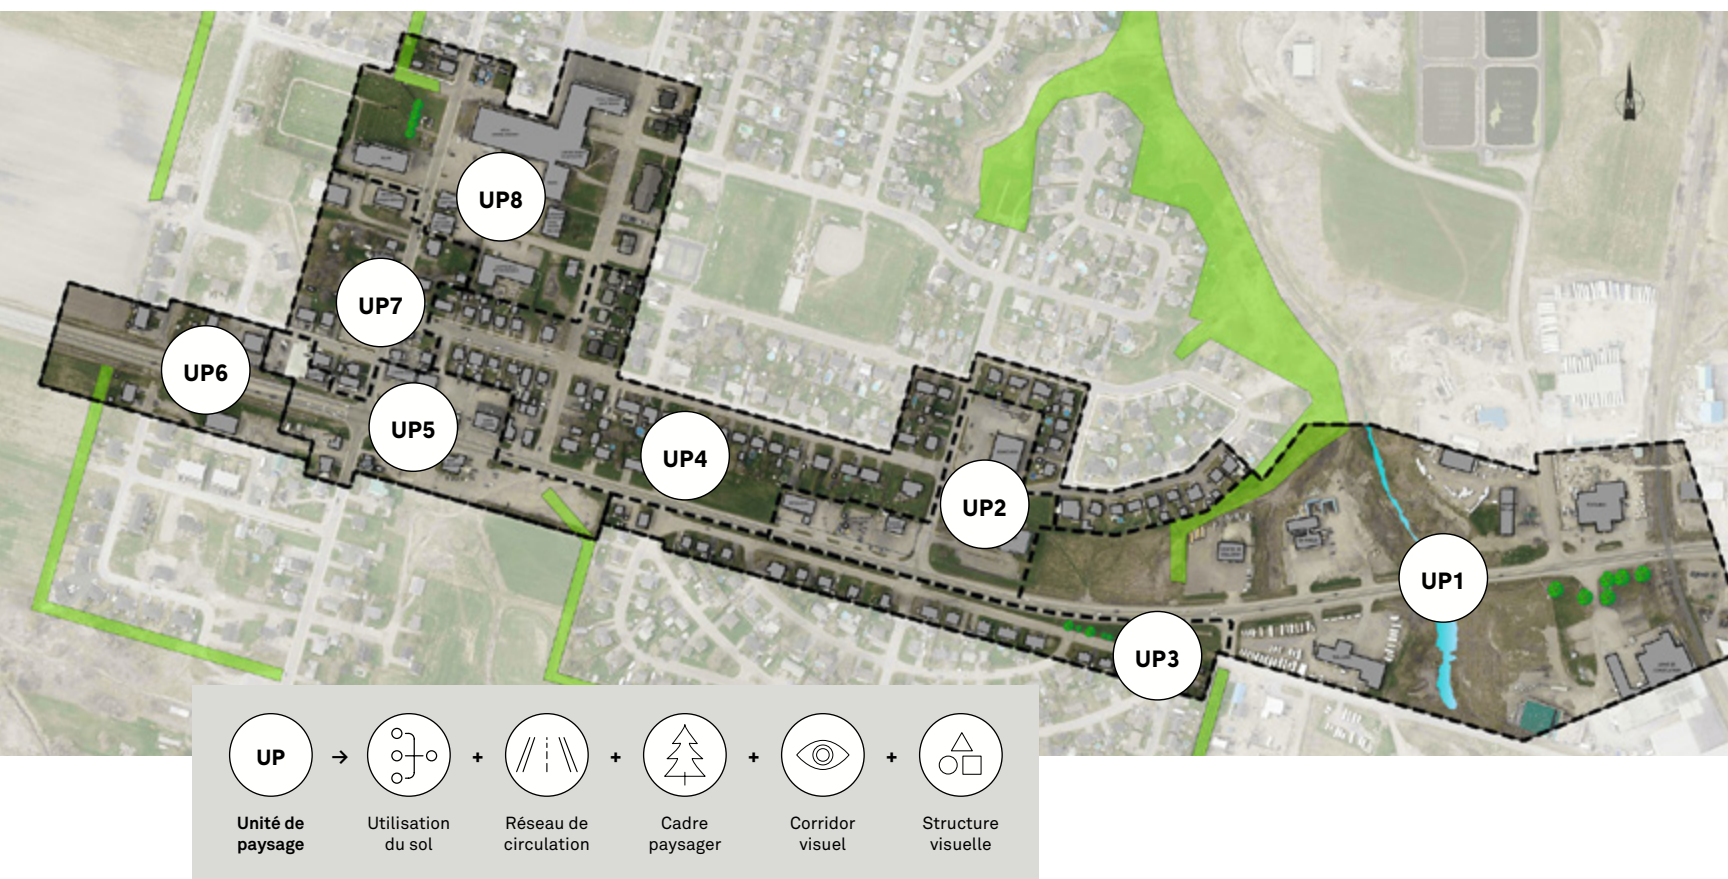 UP8
UP7
UP6
UP5
UP4
UP2
UP1
UP3
UP
Unité de
paysage
Utilisation
du sol
Réseau de
circulation
Cadre
paysager
Corridor
visuel
Structure
visuelle